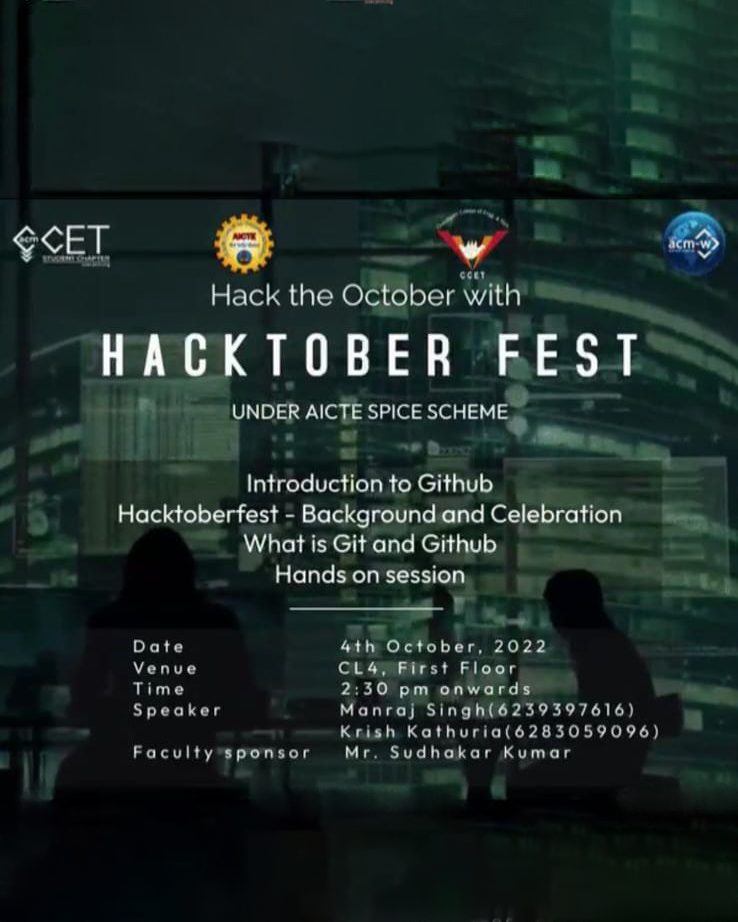 acm CET
STUDENT CHAPTER
AICTE
CCET
acm-w
Hack the October with
HACKTOBER FEST
UNDER AICTE SPICE SCHEME
Introduction to Github
Hacktoberfest - Background and Celebration
What is Git and Github
Hands on session
Date 4th October, 2022
Venue CL4, First Floor
Time 2:30 pm onwards
Speaker Manraj Singh(6239397616)
Krish Kathuria(6283059096)
Faculty sponsor Mr. Sudhakar Kumar